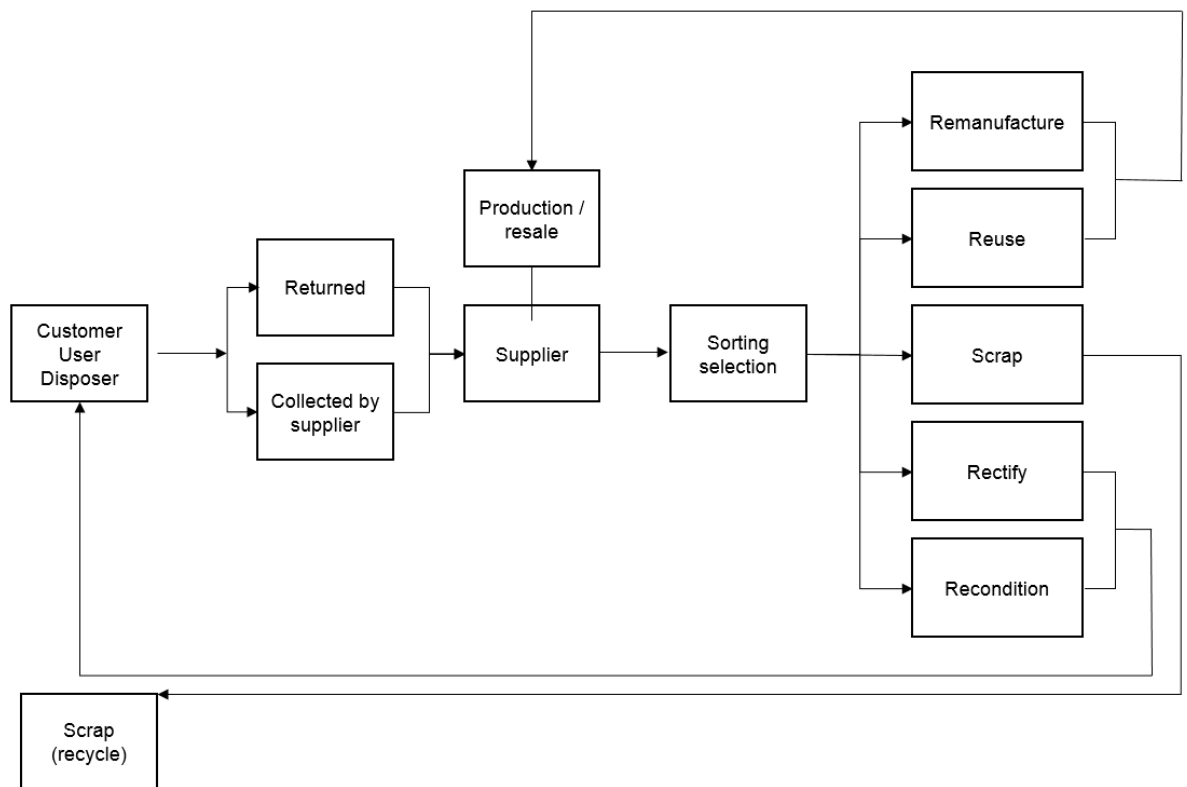 Customer
User
Disposer
Returned
Collected by
supplier
Production /
resale
Supplier
Sorting
selection
Remanufacture
Reuse
Scrap
Rectify
Recondition
Scrap
(recycle)